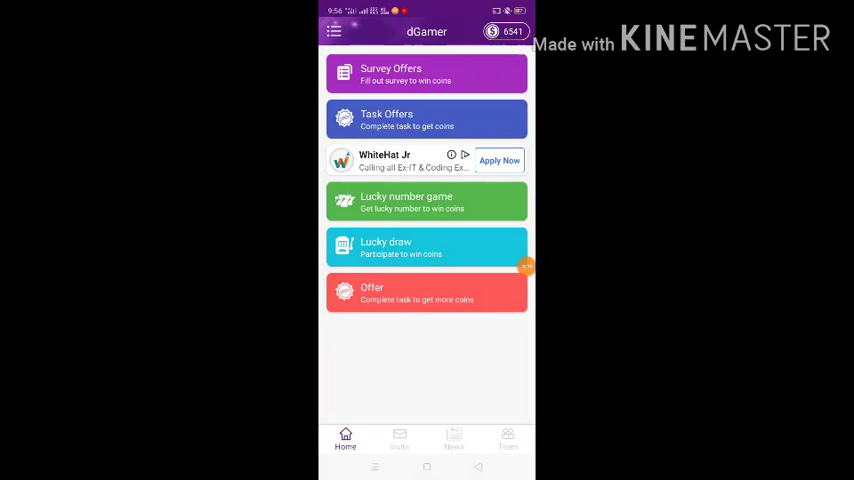 9:56
dGamer
$ 6541
Made with KINEMASTER
Survey Offers
Fill out survey to win coins
Task Offers
Complete task to get coins
WhiteHat Jr
Calling all Ex-IT & Coding Ex...
Apply Now
777
Lucky number game
Get lucky number to win coins
Lucky draw
Participate to win coins
Offer
Complete task to get more coins
Home
Invite
News
Team